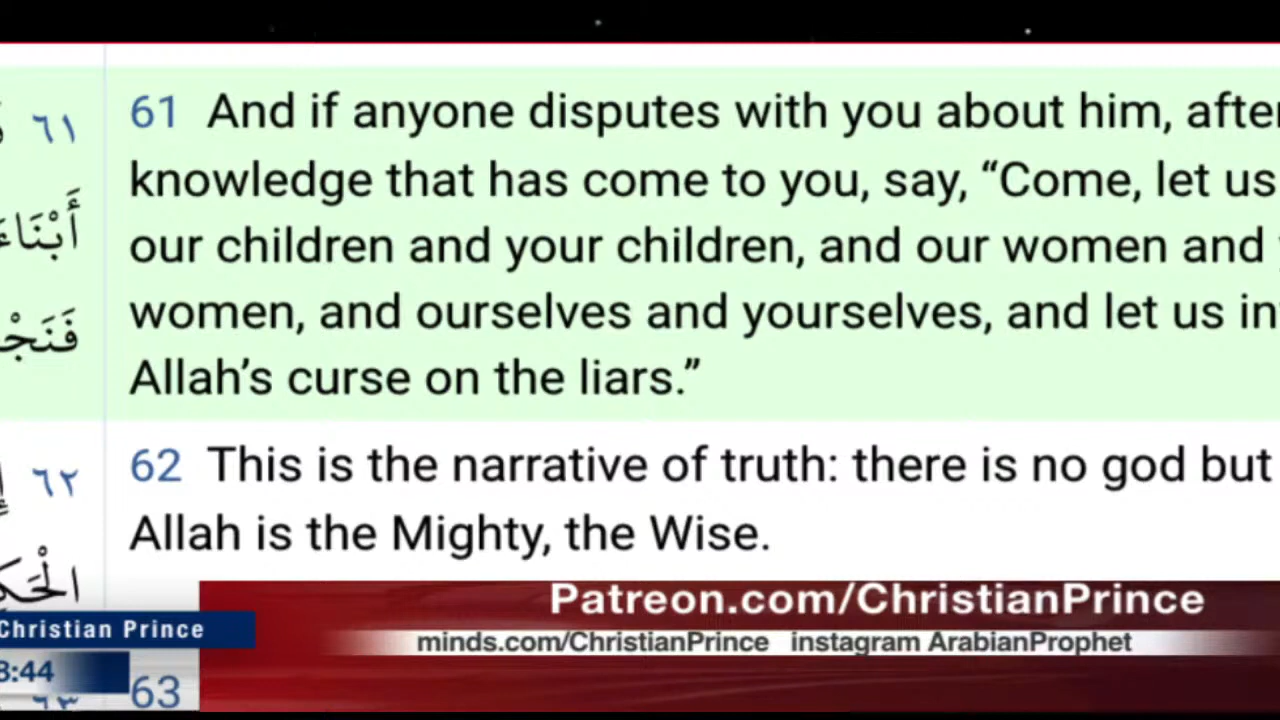 ٦١
61 And if anyone disputes with you about him, after
knowledge that has come to you, say, “Come, let us
أَبْنَاءَ
our children and your children, and our women and
women, and ourselves and yourselves, and let us in
Allah’s curse on the liars.”
٦٢
62 This is the narrative of truth: there is no god but
Allah is the Mighty, the Wise.
Patreon.com/ChristianPrince
Christian Prince
minds.com/ChristianPrince instagram ArabianProphet
8:44
63